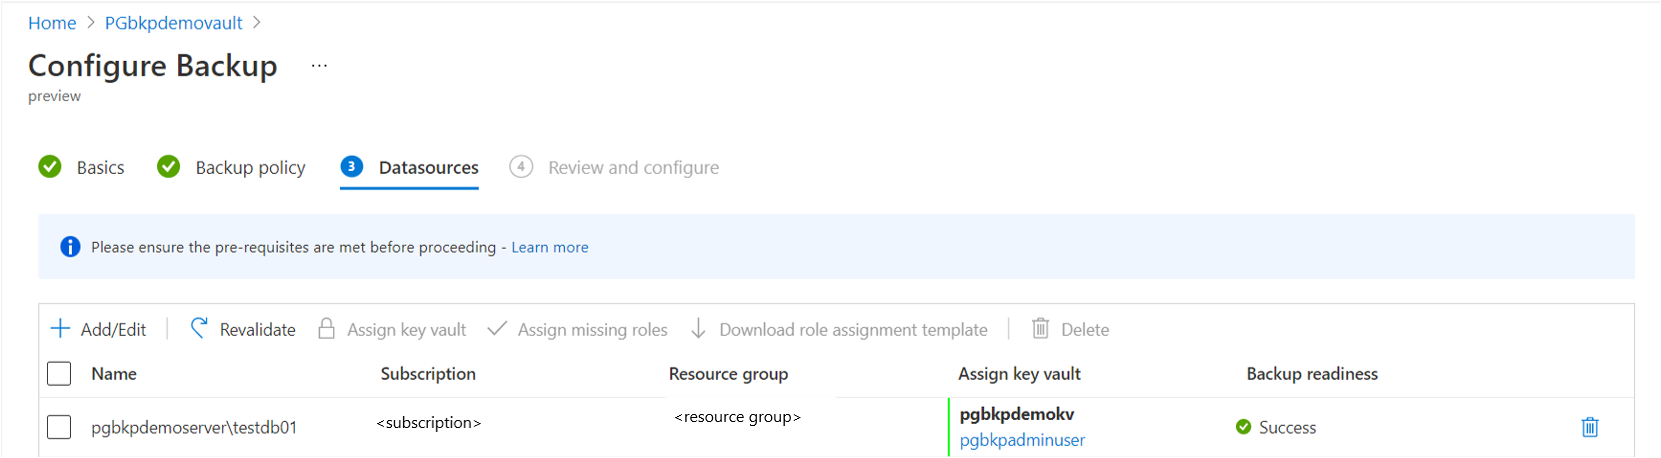 Home > PGbkpdemovault >
Configure Backup ...
preview
Basics Backup policy 3 Datasources 4 Review and configure
Please ensure the pre-requisites are met before proceeding - Learn more
Add/Edit Revalidate Assign key vault Assign missing roles Download role assignment template Delete
Name Subscription Resource group Assign key vault Backup readiness
pgbkpdemoserver\testdb01 <subscription> <resource group> pgbkpdemokv Success
pgbkpadminuser